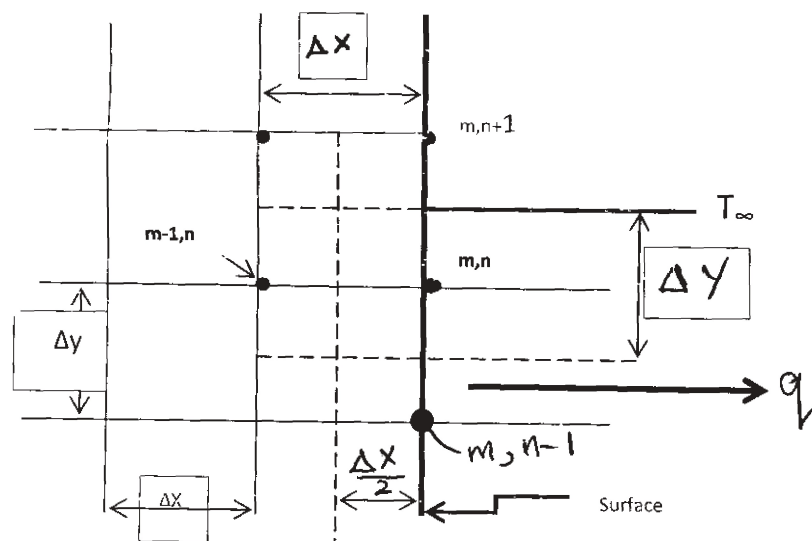 ΔX
m,n+1
T∞
m-1,n
m,n
ΔY
Δy
q
m, n-1
ΔX/2
ΔX
Surface